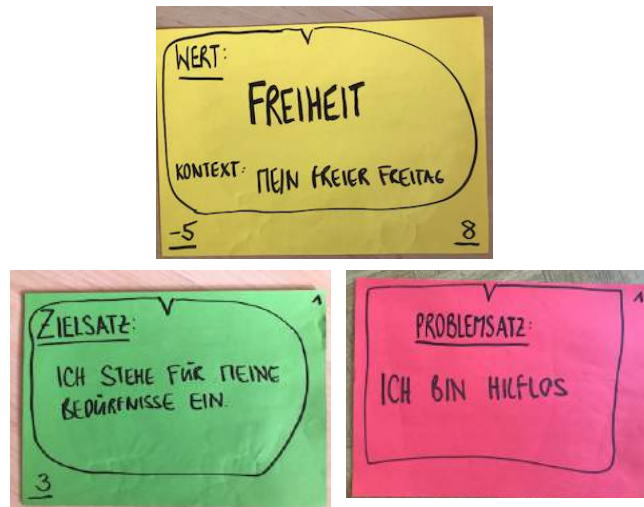 WERT:
FREIHEIT
KONTEXT: MEIN FREIER FREITAG
-5 8
1
ZIELSATZ:
ICH STEHE FÜR MEINE
BEDÜRFNISSE EIN.
3
1
PROBLEMSATZ:
ICH BIN HILFLOS